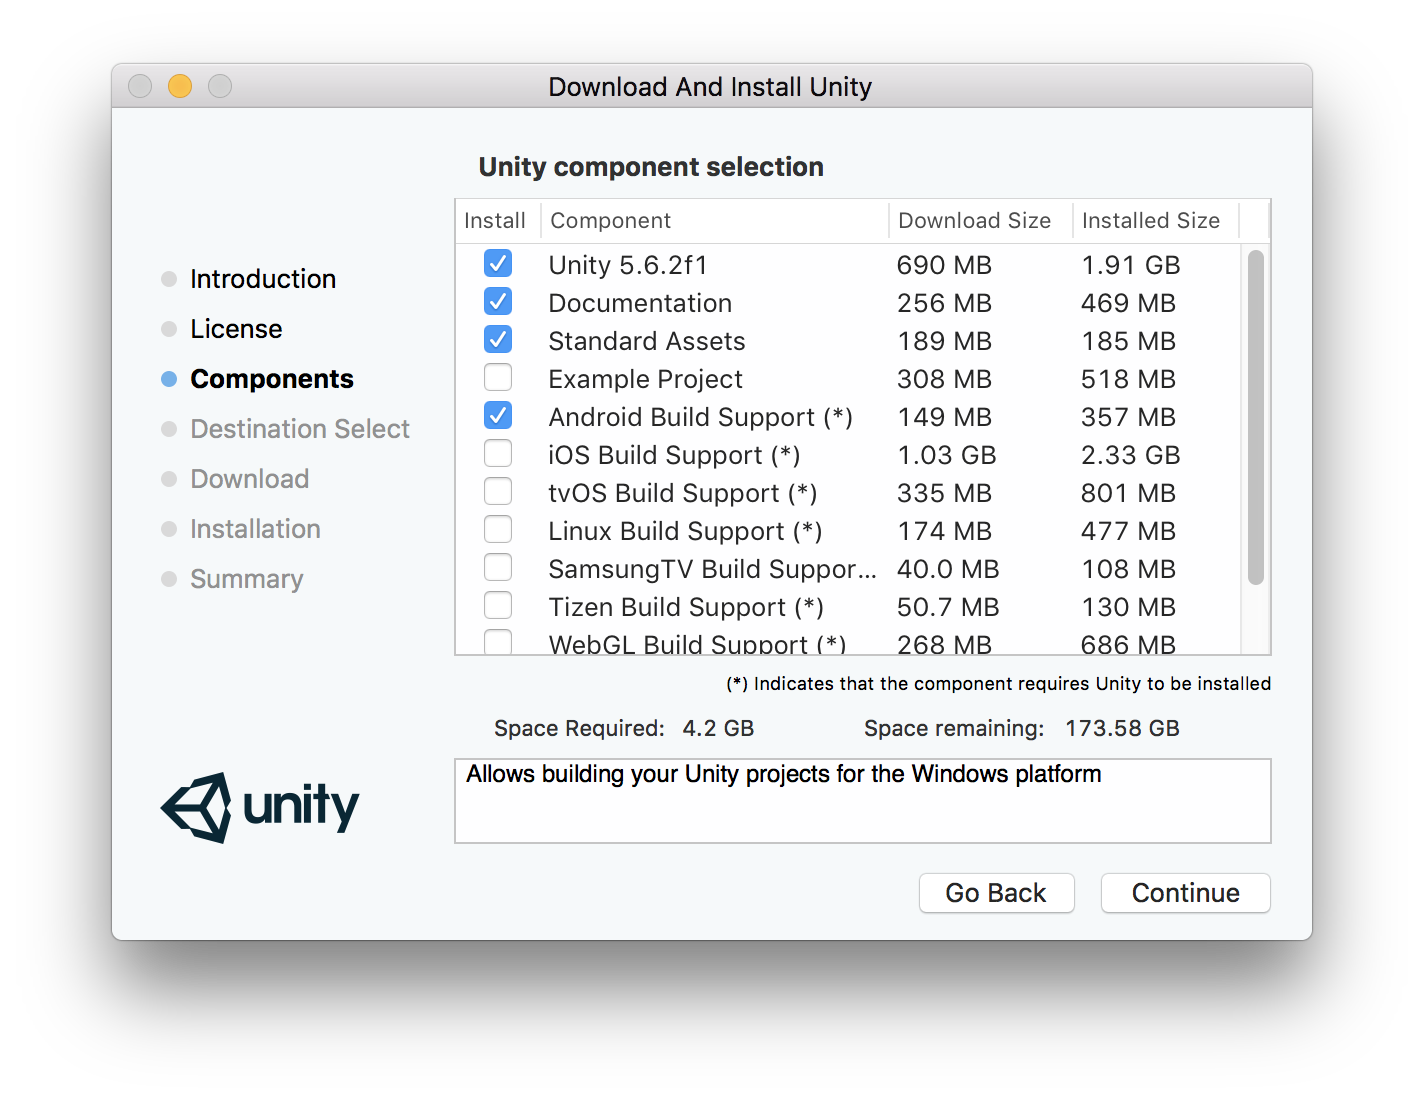 Download And Install Unity
Unity component selection
Introduction
License
Components
Destination Select
Download
Installation
Summary
Install Component Download Size Installed Size
Unity 5.6.2f1 690 MB 1.91 GB
Documentation 256 MB 469 MB
Standard Assets 189 MB 185 MB
Example Project 308 MB 518 MB
Android Build Support (*) 149 MB 357 MB
iOS Build Support (*) 1.03 GB 2.33 GB
tvOS Build Support (*) 335 MB 801 MB
Linux Build Support (*) 174 MB 477 MB
SamsungTV Build Suppor... 40.0 MB 108 MB
Tizen Build Support (*) 50.7 MB 130 MB
WebGL Build Support (*) 268 MB 686 MB
(*) Indicates that the component requires Unity to be installed
Space Required: 4.2 GB Space remaining: 173.58 GB
Allows building your Unity projects for the Windows platform
unity
Go Back Continue